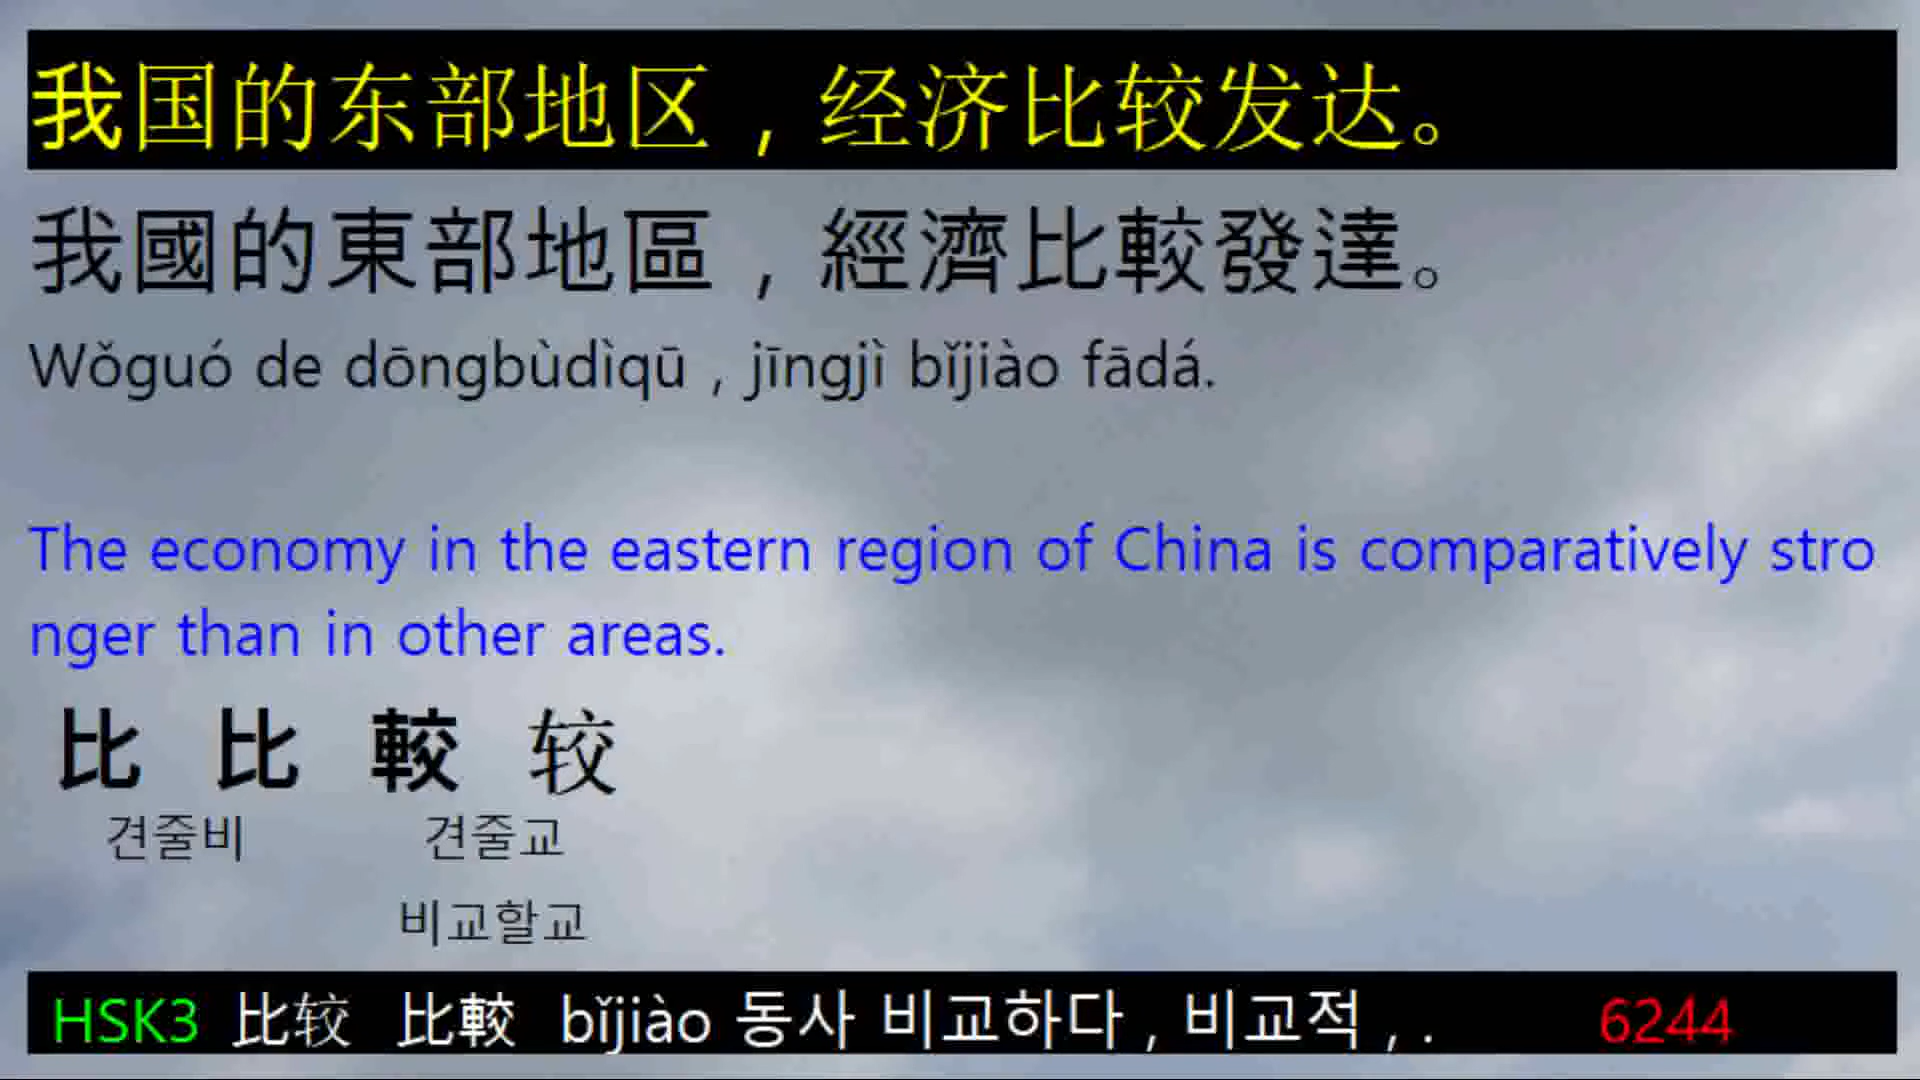 我国的东部地区，经济比较发达。
我國的東部地區，經濟比較發達。
Wǒguó de dōngbùdìqū , jīngjì bǐjiào fādá.
The economy in the eastern region of China is comparatively stro
nger than in other areas.
比 比 較 较
견줄비 견줄교
비교할교
HSK3 比较 比較 bǐjiào 동사 비교하다 , 비교적 , . 6244